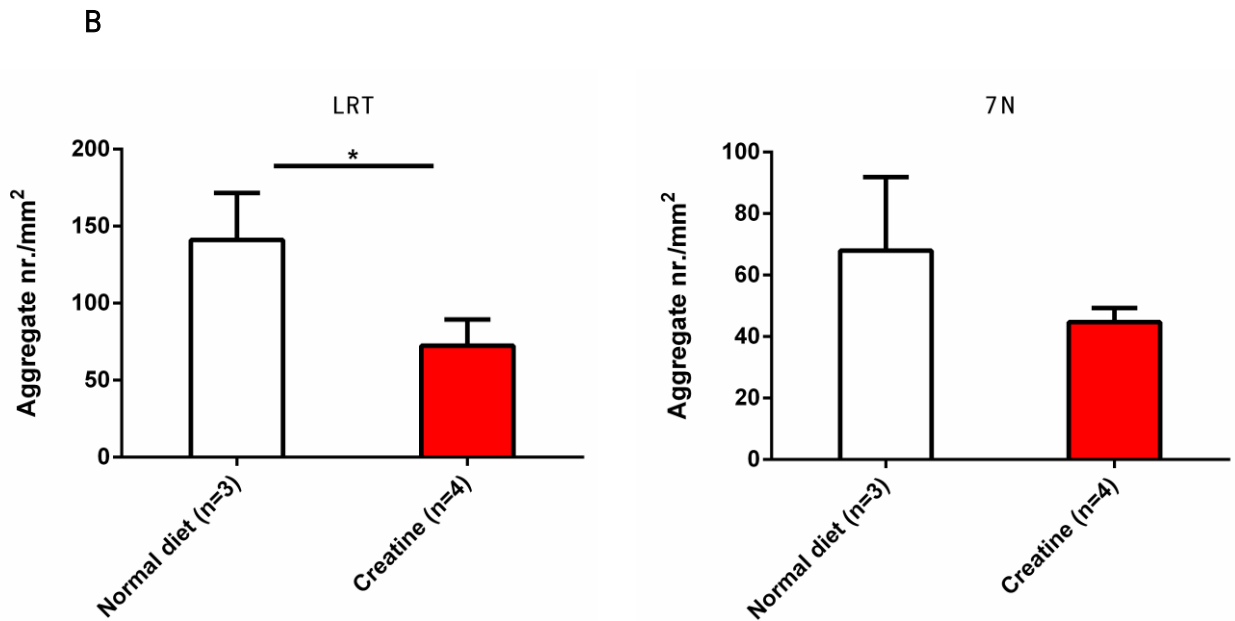 B
LRT
Aggregate nr./mm²
200
150
100
50
0
*
Normal diet (n=3)
Creatine (n=4)
7N
Aggregate nr./mm²
100
80
60
40
20
0
Normal diet (n=3)
Creatine (n=4)